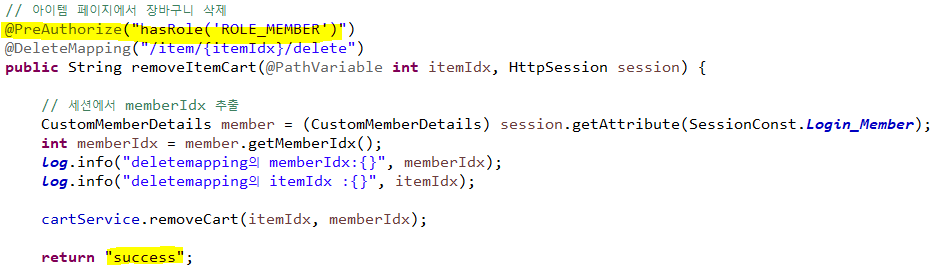 // 아이템 페이지에서 장바구니 삭제
@PreAuthorize("hasRole('ROLE_MEMBER')")
@DeleteMapping("/item/{itemIdx}/delete")
public String removeItemCart(@PathVariable int itemIdx, HttpSession session) {
// 세션에서 memberIdx 추출
CustomMemberDetails member = (CustomMemberDetails) session.getAttribute(SessionConst.Login_Member);
int memberIdx = member.getMemberIdx();
log.info("deletemapping의 memberIdx:{}", memberIdx);
log.info("deletemapping의 itemIdx :{}", itemIdx);
cartService.removeCart(itemIdx, memberIdx);
return "success";